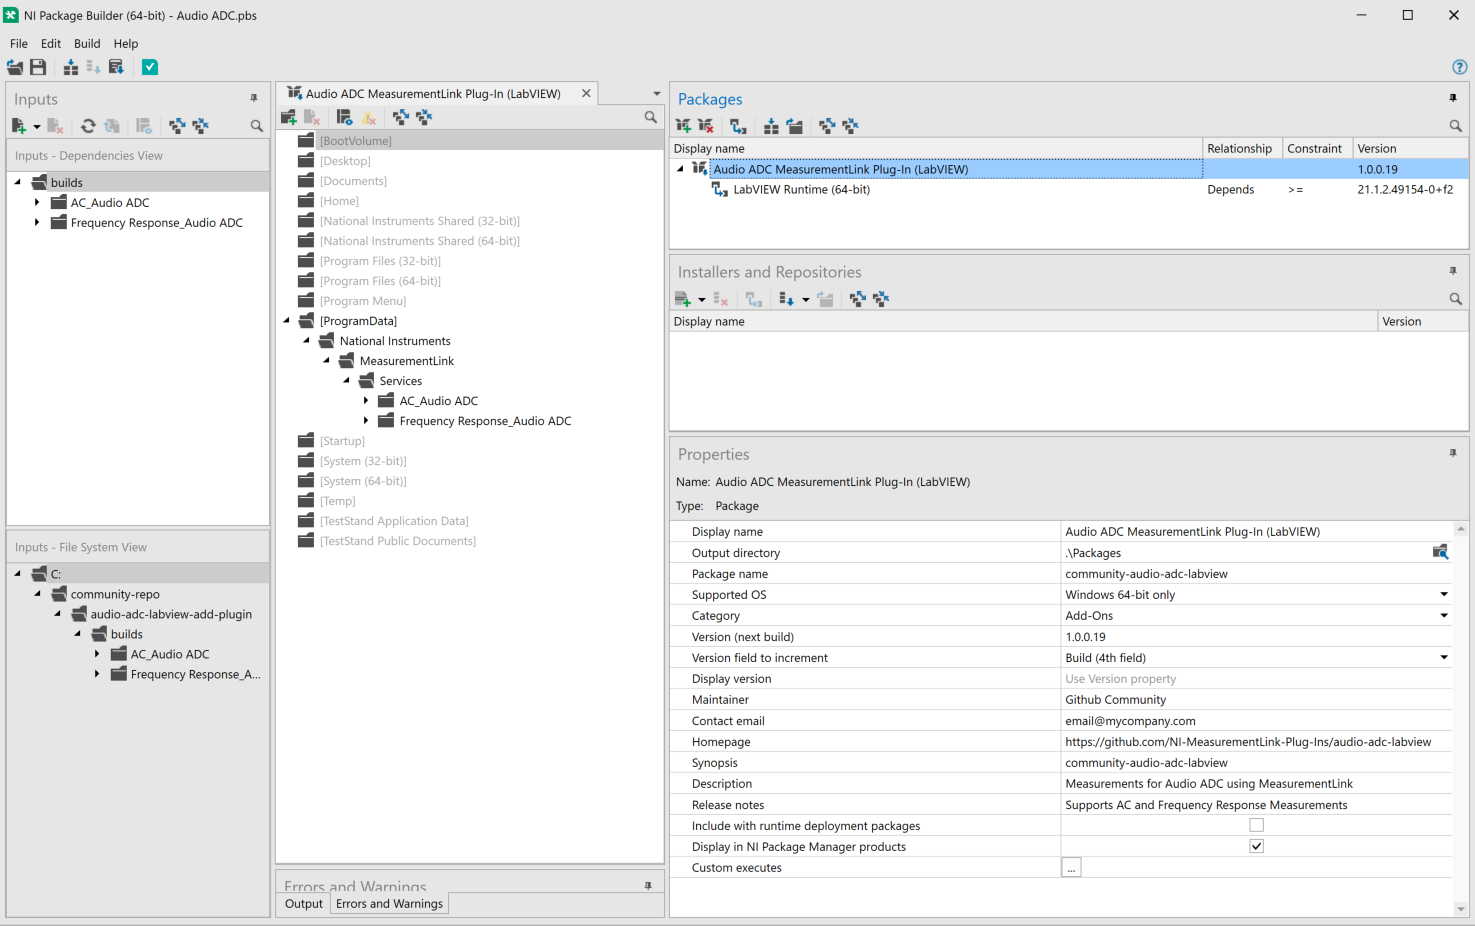 NI Package Builder (64-bit) - Audio ADC.pbs
File Edit Build Help
Inputs
Inputs - Dependencies View
builds
AC_Audio ADC
Frequency Response_Audio ADC
Inputs - File System View
C:
community-repo
audio-adc-labview-add-plugin
builds
AC_Audio ADC
Frequency Response_A...
Audio ADC MeasurementLink Plug-In (LabVIEW)
[BootVolume]
[Desktop]
[Documents]
[Home]
[National Instruments Shared (32-bit)]
[National Instruments Shared (64-bit)]
[Program Files (32-bit)]
[Program Files (64-bit)]
[Program Menu]
[ProgramData]
National Instruments
MeasurementLink
Services
AC_Audio ADC
Frequency Response_Audio ADC
[Startup]
[System (32-bit)]
[System (64-bit)]
[Temp]
[TestStand Application Data]
[TestStand Public Documents]
Errors and Warnings
Output Errors and Warnings
Packages
Display name Relationship Constraint Version
Audio ADC MeasurementLink Plug-In (LabVIEW) 1.0.0.19
LabVIEW Runtime (64-bit) Depends >= 21.1.2.49154-0+f2
Installers and Repositories
Display name Version
Properties
Name: Audio ADC MeasurementLink Plug-In (LabVIEW)
Type: Package
Display name Audio ADC MeasurementLink Plug-In (LabVIEW)
Output directory .\Packages
Package name community-audio-adc-labview
Supported OS Windows 64-bit only
Category Add-Ons
Version (next build) 1.0.0.19
Version field to increment Build (4th field)
Display version Use Version property
Maintainer Github Community
Contact email email@mycompany.com
Homepage https://github.com/NI-MeasurementLink-Plug-Ins/audio-adc-labview
Synopsis community-audio-adc-labview
Description Measurements for Audio ADC using MeasurementLink
Release notes Supports AC and Frequency Response Measurements
Include with runtime deployment packages
Display in NI Package Manager products
Custom executes ...